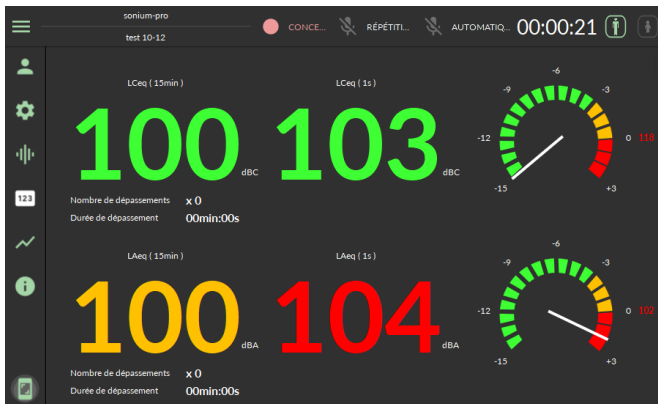 sonium-pro
test 10-12
CONCE...
RÉPÉTITI...
AUTOMATIQ...
00:00:21
LCeq ( 15min )
LCeq ( 1s )
100 dBC
103 dBC
-15 -12 -9 -6 -3 0 +3
118
Nombre de dépassements x 0
Durée de dépassement 00min:00s
LAeq ( 15min )
LAeq ( 1s )
100 dBA
104 dBA
-15 -12 -9 -6 -3 0 +3
102
Nombre de dépassements x 0
Durée de dépassement 00min:00s
123